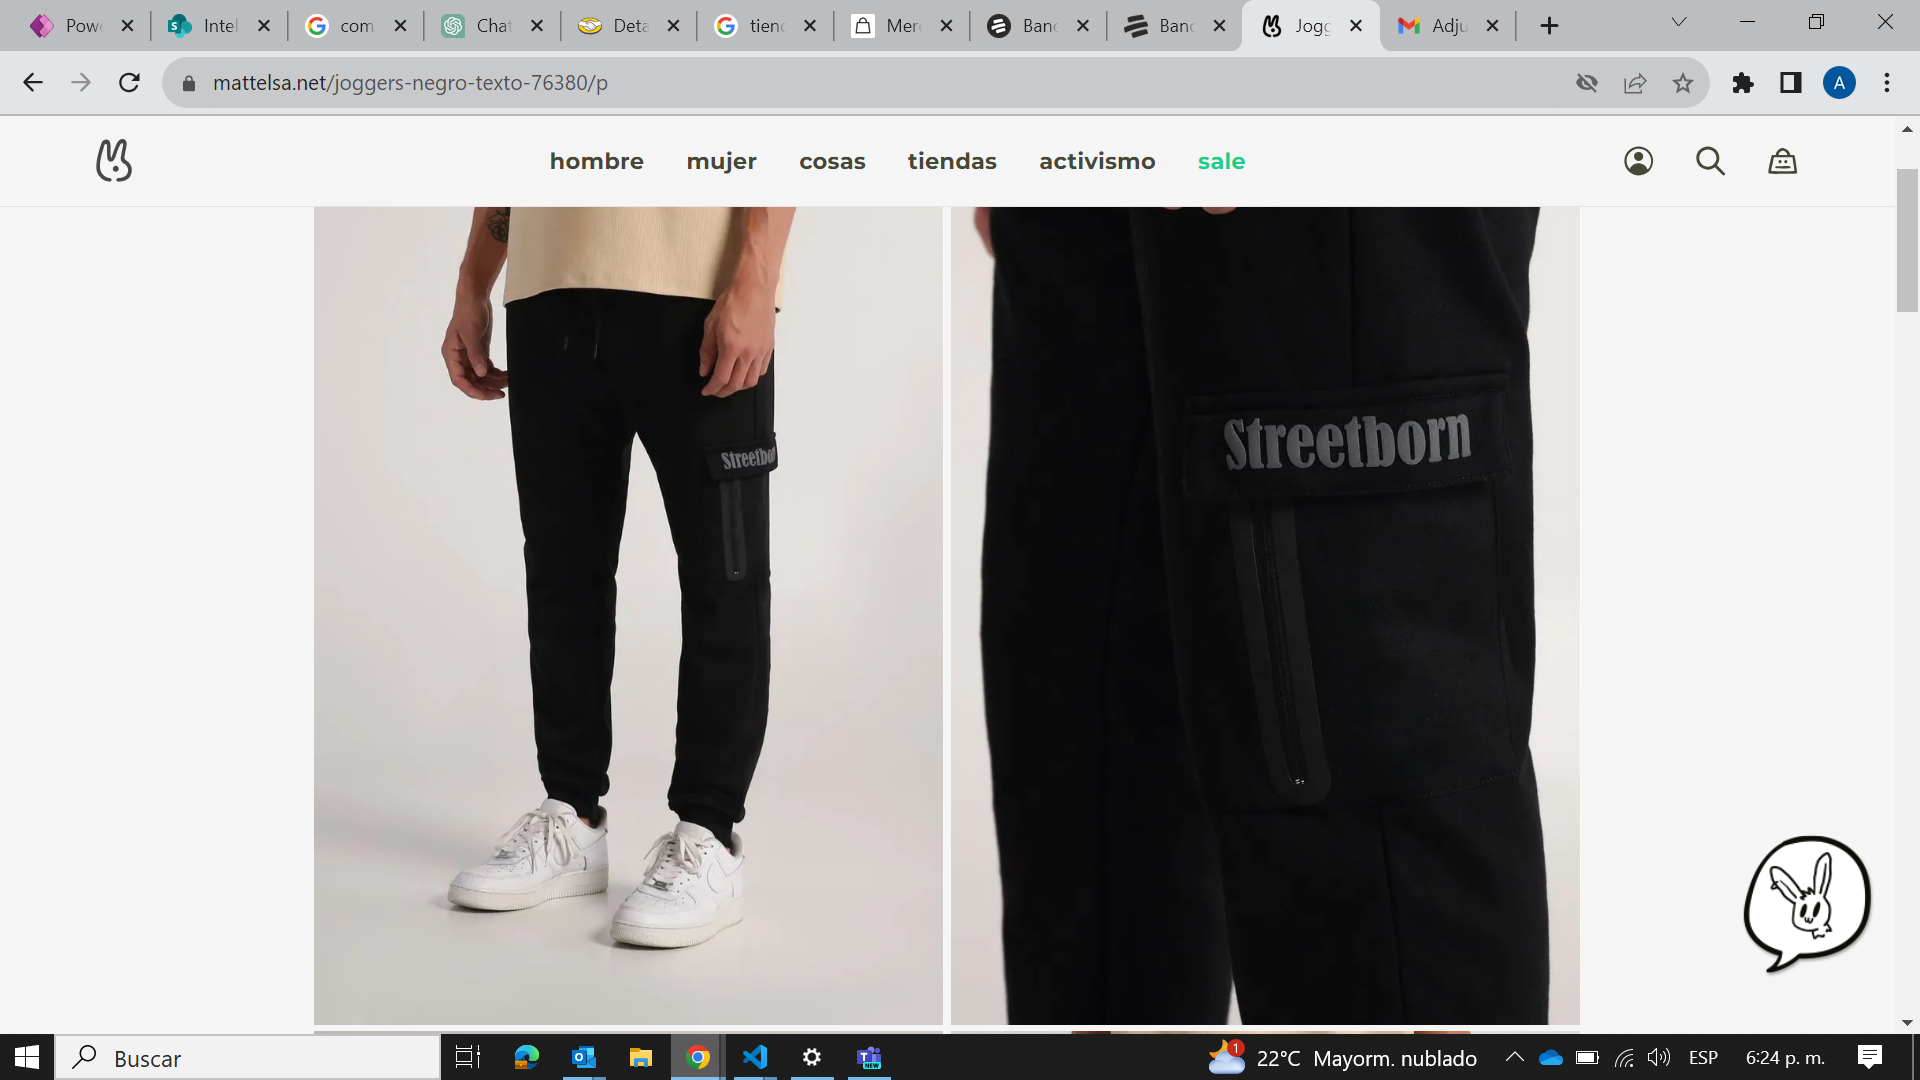 Pow
Intel
com
Chat
Deta
tienc
Mer
Banc
Banc
Jogg
Adju
mattelsa.net/joggers-negro-texto-76380/p
A
hombre
mujer
cosas
tiendas
activismo
sale
Streetbor
Streetborn
Buscar
1
22°C Mayorm. nublado
ESP
6:24 p. m.